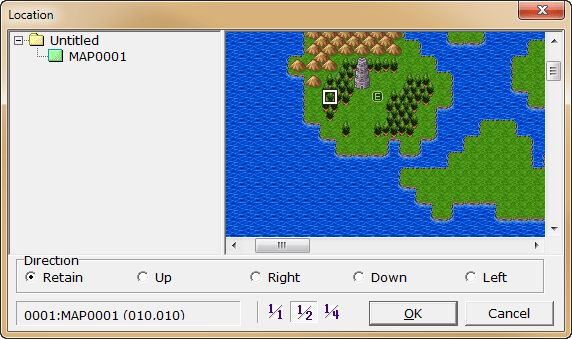 Location
Untitled
MAP0001
E
Direction
Retain
Up
Right
Down
Left
0001:MAP0001 (010.010)
1/1
1/2
1/4
OK
Cancel